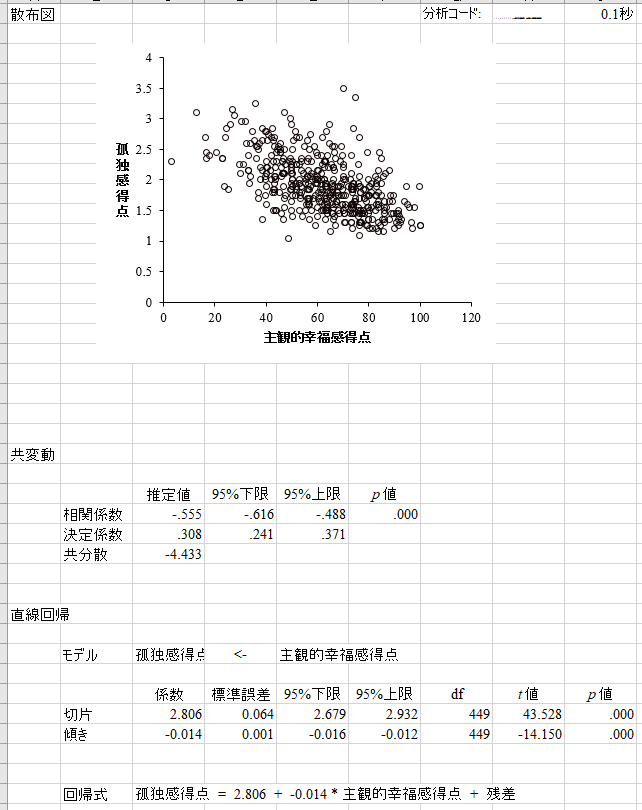 散布図 分析コード: 0.1秒
4
3.5
3
2.5
2
1.5
1
0.5
0
孤独感得点
0 20 40 60 80 100 120
主観的幸福感得点
共変動
推定値 95%下限 95%上限 p 値
相関係数 -.555 -.616 -.488 .000
決定係数 .308 .241 .371
共分散 -4.433
直線回帰
モデル 孤独感得点 <- 主観的幸福感得点
係数 標準誤差 95%下限 95%上限 df t 値 p 値
切片 2.806 0.064 2.679 2.932 449 43.528 .000
傾き -0.014 0.001 -0.016 -0.012 449 -14.150 .000
回帰式 孤独感得点 = 2.806 + -0.014 * 主観的幸福感得点 + 残差